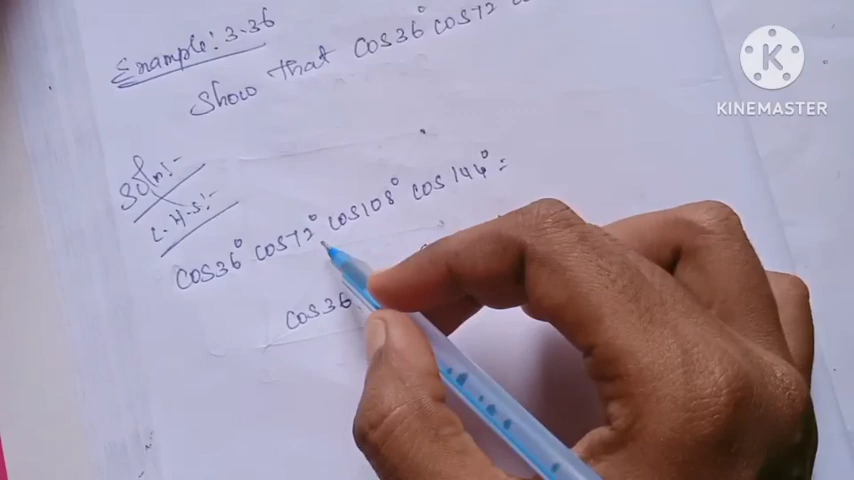 Example: 3.36
Show that cos36° cos72°
Soln:-
L.H.S:-
cos36° cos72° cos108° cos144° =
cos36
KINEMASTER